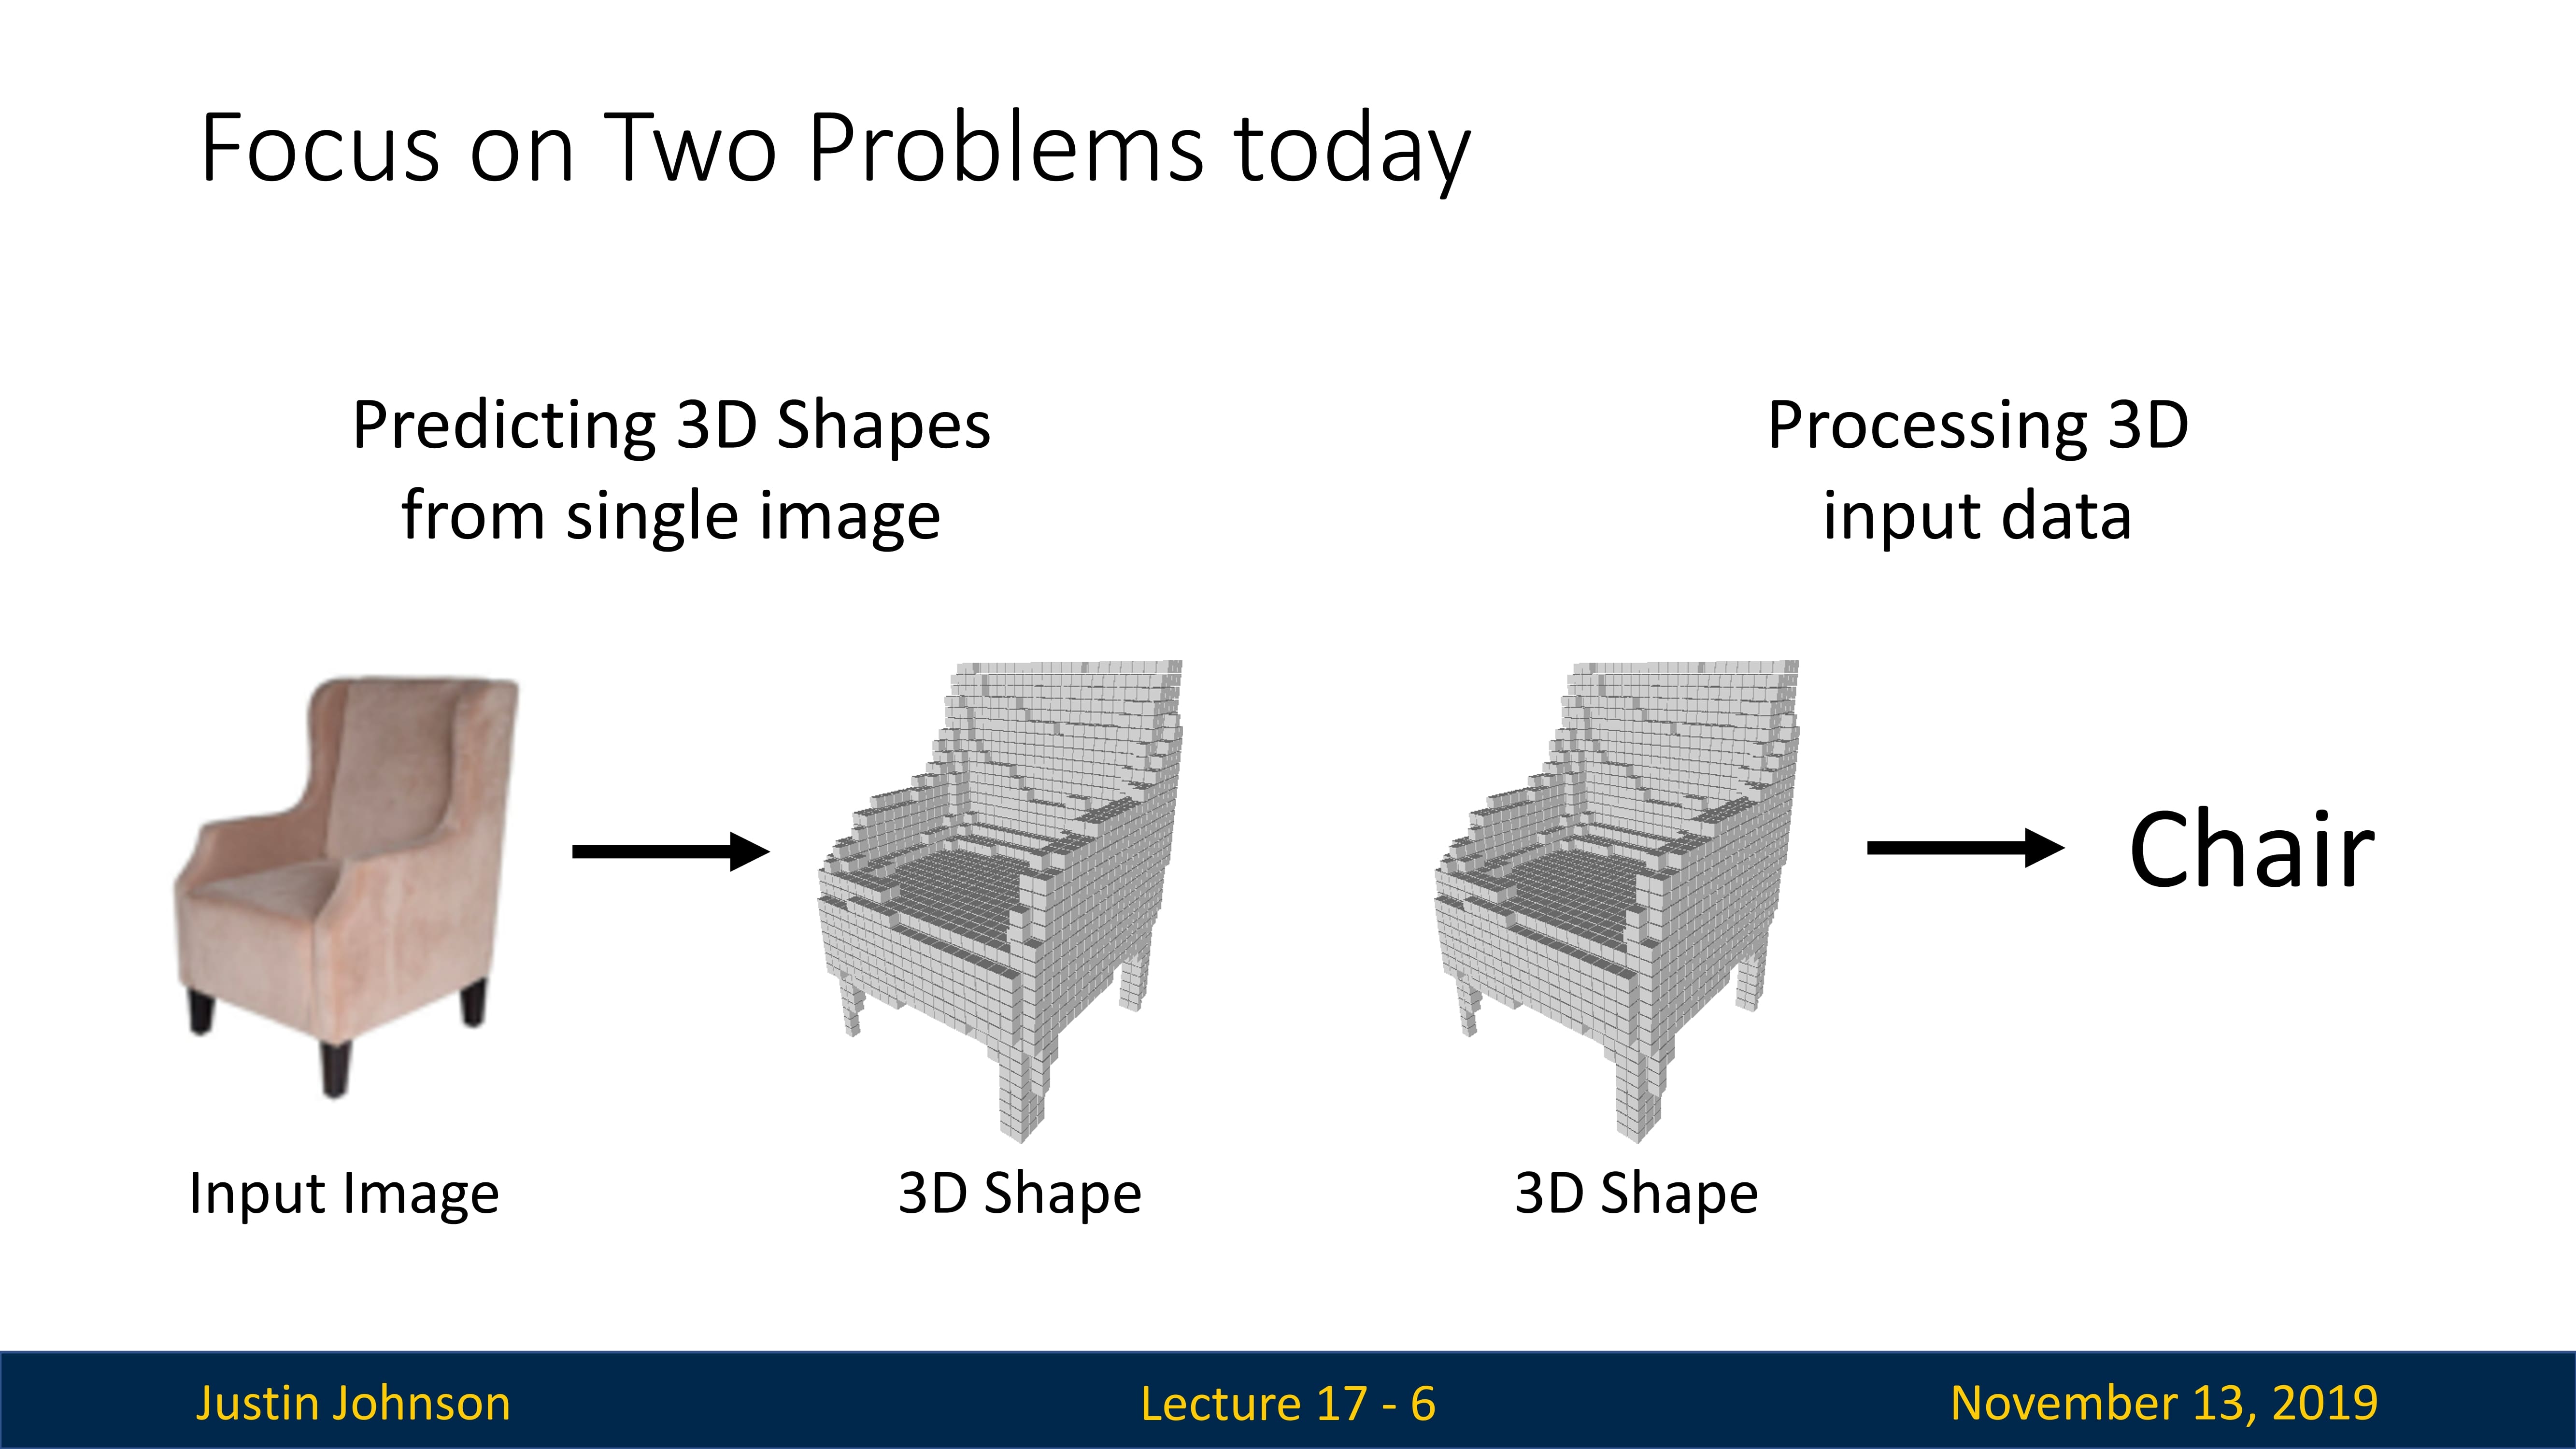 Focus on Two Problems today
Predicting 3D Shapes
from single image
Processing 3D
input data
Chair
Input Image
3D Shape
3D Shape
Justin Johnson
Lecture 17 - 6
November 13, 2019